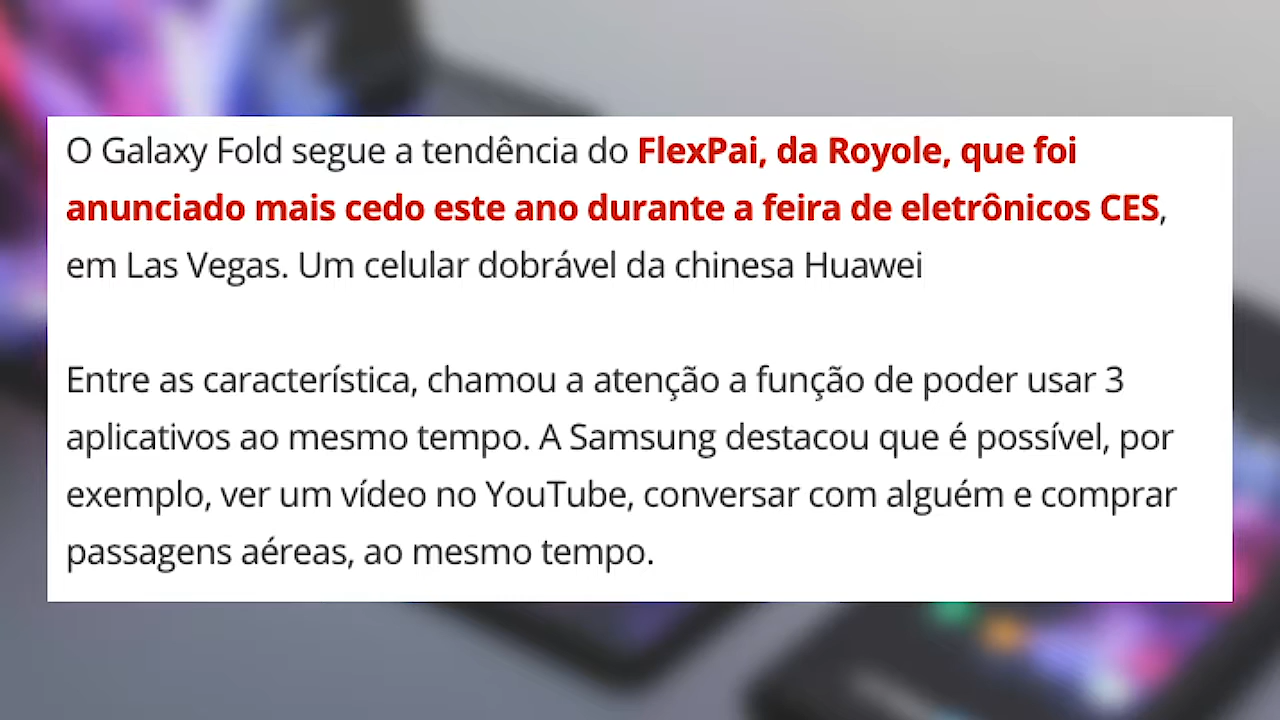 O Galaxy Fold segue a tendência do FlexPai, da Royole, que foi
anunciado mais cedo este ano durante a feira de eletrônicos CES,
em Las Vegas. Um celular dobrável da chinesa Huawei
Entre as característica, chamou a atenção a função de poder usar 3
aplicativos ao mesmo tempo. A Samsung destacou que é possível, por
exemplo, ver um vídeo no YouTube, conversar com alguém e comprar
passagens aéreas, ao mesmo tempo.